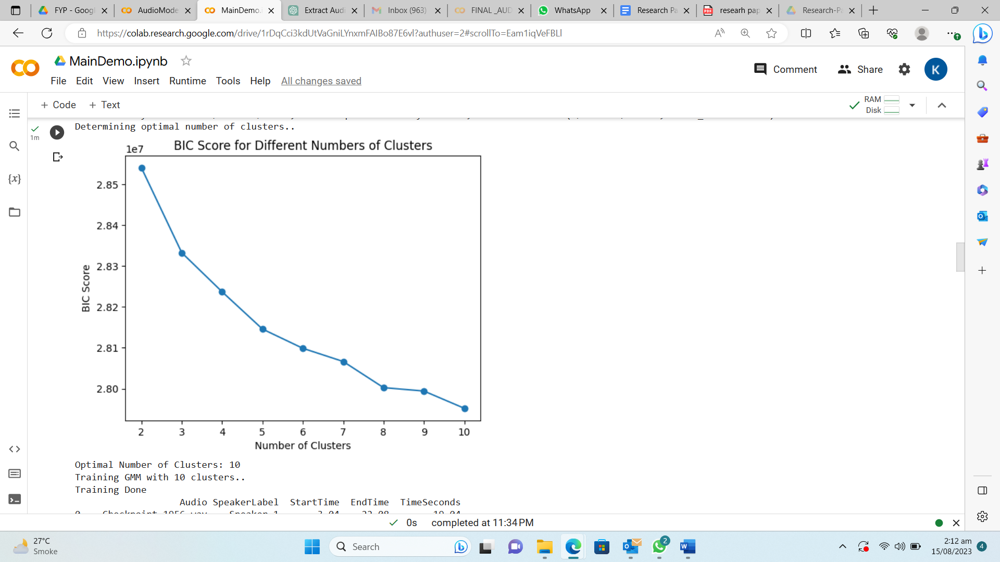 FYP - Googl
AudioMode
MainDemo.i
Extract Audi
Inbox (963)
FINAL _AUD
WhatsApp
Research Pa
researh pap
Research-Pa
https://colab.research.google.com/drive/1rDqCci3kdUtVaGniLYnxmFAIBo87E6vl?authuser=2#scrollTo=Eam1iqVeFBLl
MainDemo.ipynb
File Edit View Insert Runtime Tools Help All changes saved
Comment
Share
K
+ Code + Text
RAM
Disk
1m
Determining optimal number of clusters..
BIC Score for Different Numbers of Clusters
1e7
2.85
2.84
2.83
2.82
2.81
2.80
BIC Score
2 3 4 5 6 7 8 9 10
Number of Clusters
Optimal Number of Clusters: 10
Training GMM with 10 clusters..
Training Done
Audio SpeakerLabel StartTime EndTime TimeSeconds
0s completed at 11:34 PM
27°C
Smoke
Search
2
2:12 am
15/08/2023
4